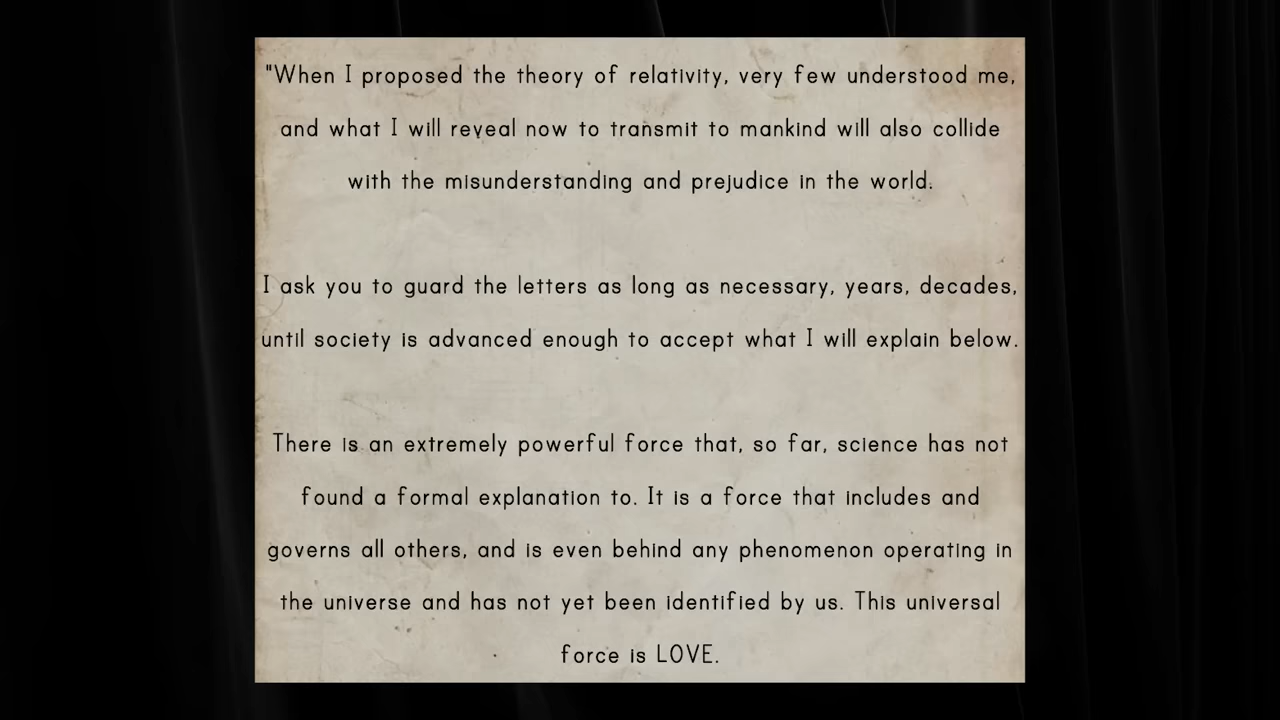 "When I proposed the theory of relativity, very few understood me,
and what I will reveal now to transmit to mankind will also collide
with the misunderstanding and prejudice in the world.
I ask you to guard the letters as long as necessary, years, decades,
until society is advanced enough to accept what I will explain below.
There is an extremely powerful force that, so far, science has not
found a formal explanation to. It is a force that includes and
governs all others, and is even behind any phenomenon operating in
the universe and has not yet been identified by us. This universal
force is LOVE.